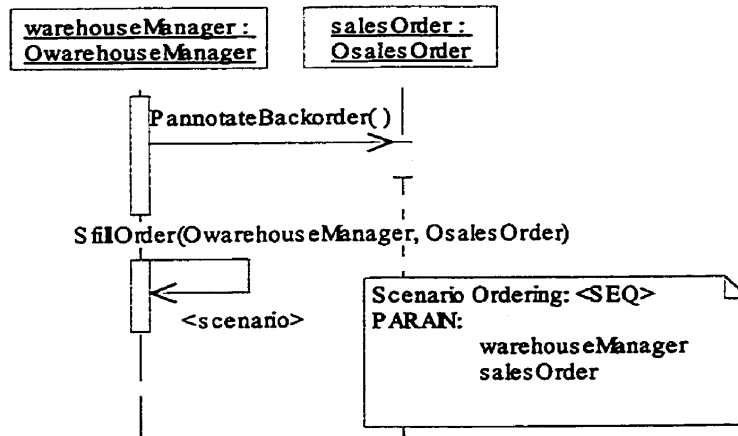 warehouseManager :
OwarehouseManager
salesOrder :
OsalesOrder
PannotateBackorder()
SfillOrder(OwarehouseManager, OsalesOrder)
<scenario>
Scenario Ordering: <SEQ>
PARAIN:
warehouseManager
salesOrder